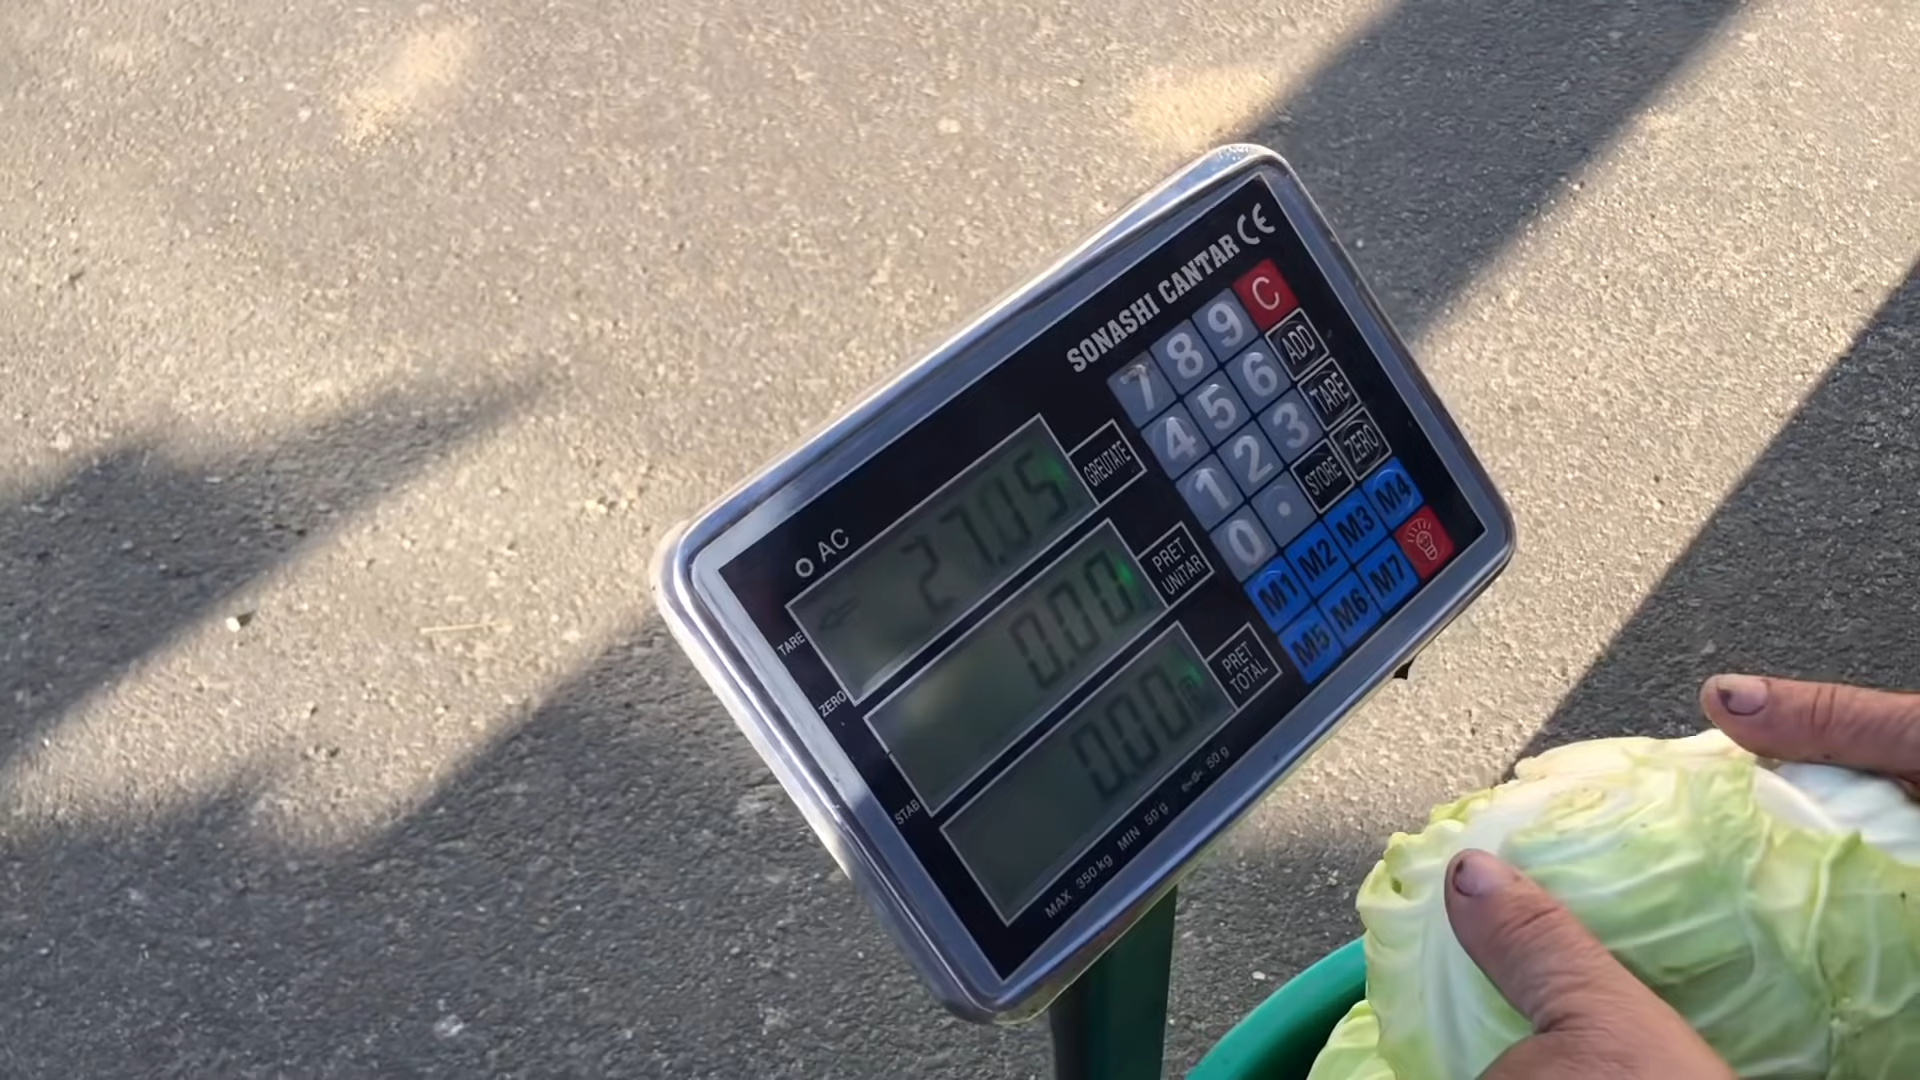 SONASHI CANTAR CE
AC
27.05
GREUTATE
TARE
ZERO
0.00
PRET
UNITAR
0.00
PRET
TOTAL
STAB
MAX 350 kg MIN 50 g e=d= 50 g
7 8 9 C
4 5 6 ADD
1 2 3 TARE
0 . STORE ZERO
M1 M2 M3 M4
M5 M6 M7